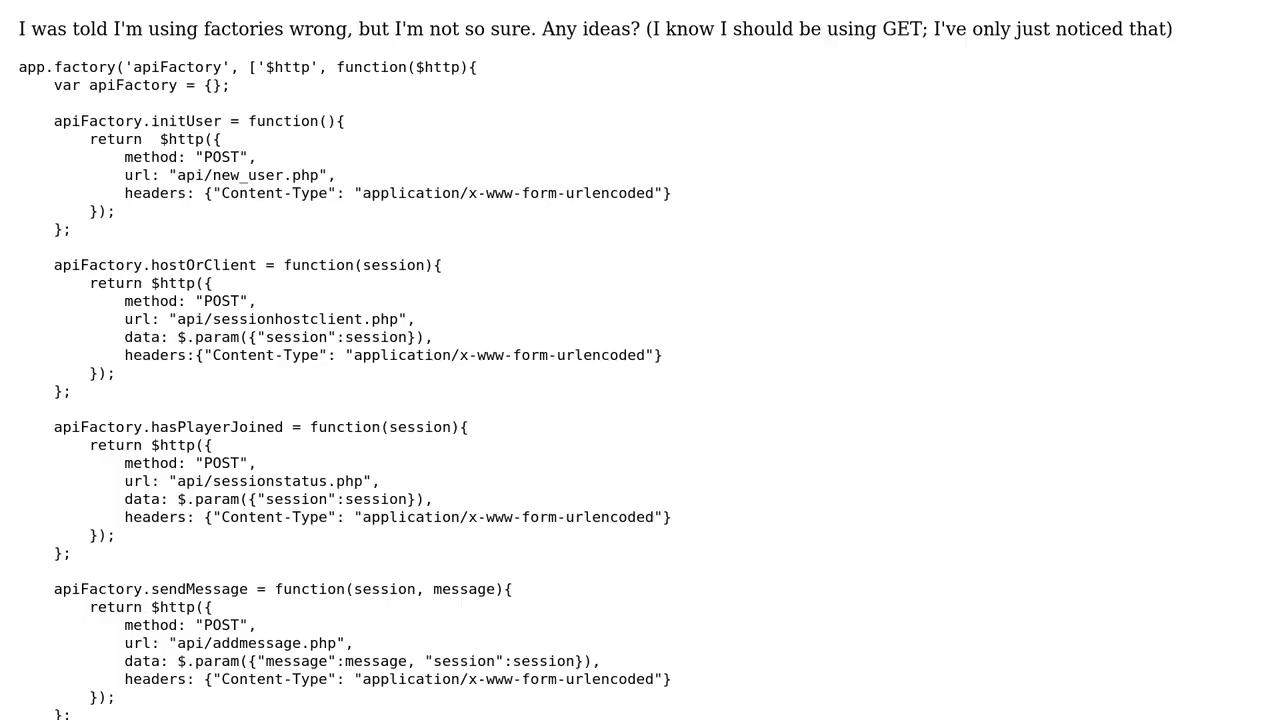 I was told I'm using factories wrong, but I'm not so sure. Any ideas? (I know I should be using GET; I've only just noticed that)
app.factory('apiFactory', ['$http', function($http){
    var apiFactory = {};

    apiFactory.initUser = function(){
        return  $http({
            method: "POST",
            url: "api/new_user.php",
            headers: {"Content-Type": "application/x-www-form-urlencoded"}
        });
    };

    apiFactory.hostOrClient = function(session){
        return $http({
            method: "POST",
            url: "api/sessionhostclient.php",
            data: $.param({"session":session}),
            headers:{"Content-Type": "application/x-www-form-urlencoded"}
        });
    };

    apiFactory.hasPlayerJoined = function(session){
        return $http({
            method: "POST",
            url: "api/sessionstatus.php",
            data: $.param({"session":session}),
            headers: {"Content-Type": "application/x-www-form-urlencoded"}
        });
    };

    apiFactory.sendMessage = function(session, message){
        return $http({
            method: "POST",
            url: "api/addmessage.php",
            data: $.param({"message":message, "session":session}),
            headers: {"Content-Type": "application/x-www-form-urlencoded"}
        });
    };